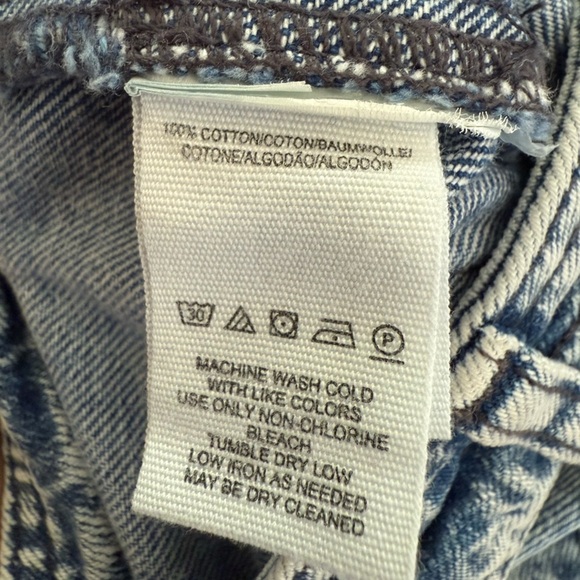 100% COTTON/COTON/BAUMWOLLE/
COTONE/ALGODÃO/ALGODÓN
30 P
MACHINE WASH COLD
WITH LIKE COLORS
USE ONLY NON-CHLORINE
BLEACH
TUMBLE DRY LOW
LOW IRON AS NEEDED
MAY BE DRY CLEANED